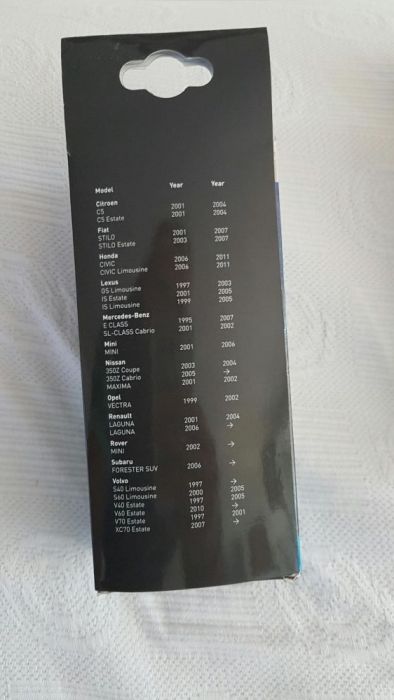 Model Year Year
Citroen
C5 2001 2004
C5 Estate 2001 2004
Fiat
STILO 2001 2007
STILO Estate 2003 2007
Honda
CIVIC 2006 2011
CIVIC Limousine 2006 2011
Lexus
GS Limousine 1997 2003
IS Estate 2001 2005
IS Limousine 1999 2005
Mercedes-Benz
E CLASS 1995 2007
SL-CLASS Cabrio 2001 2002
Mini
MINI 2001 2006
Nissan
350Z Coupe 2003 2004
350Z Cabrio 2005 →
MAXIMA 2001 2002
Opel
VECTRA 1999 2002
Renault
LAGUNA 2001 2004
LAGUNA 2006 →
Rover
MINI 2002 →
Subaru
FORESTER SUV 2006 →
Volvo
S40 Limousine 1997 →
S60 Limousine 2000 2005
V40 Estate 1997 2005
V60 Estate 2010 →
V70 Estate 1997 2001
XC70 Estate 2007 →